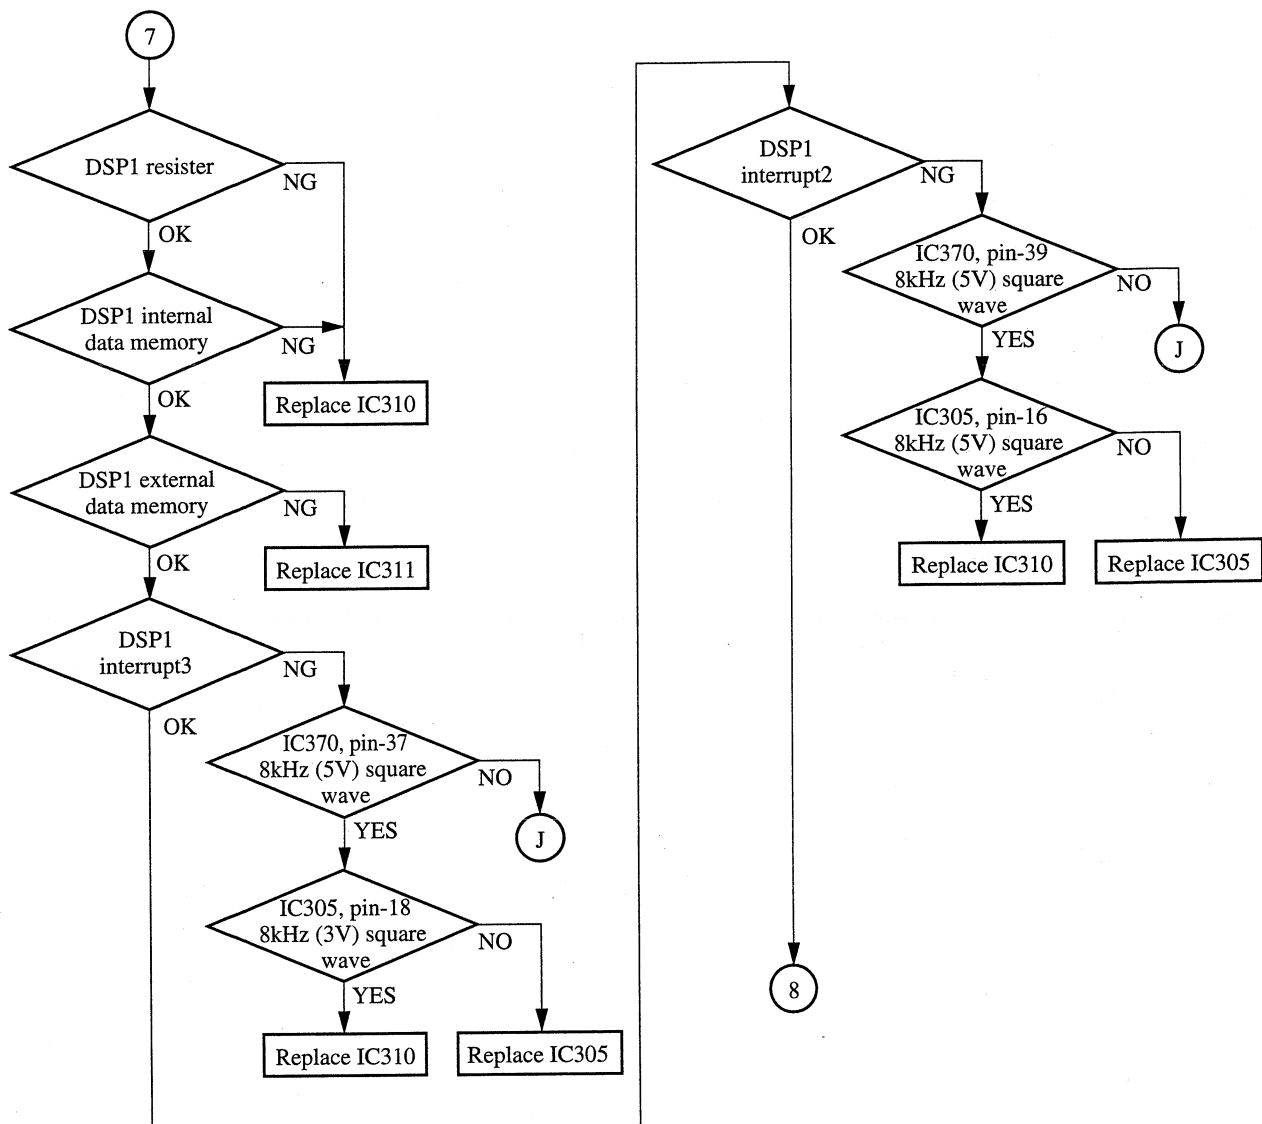 7
DSP1 resister
NG
OK
DSP1 internal
data memory
NG
OK
Replace IC310
DSP1 external
data memory
NG
OK
Replace IC311
DSP1
interrupt3
NG
OK
IC370, pin-37
8kHz (5V) square
wave
NO
YES
J
IC305, pin-18
8kHz (3V) square
wave
NO
YES
Replace IC310
Replace IC305
DSP1
interrupt2
NG
OK
IC370, pin-39
8kHz (5V) square
wave
NO
YES
J
IC305, pin-16
8kHz (5V) square
wave
NO
YES
Replace IC310
Replace IC305
8